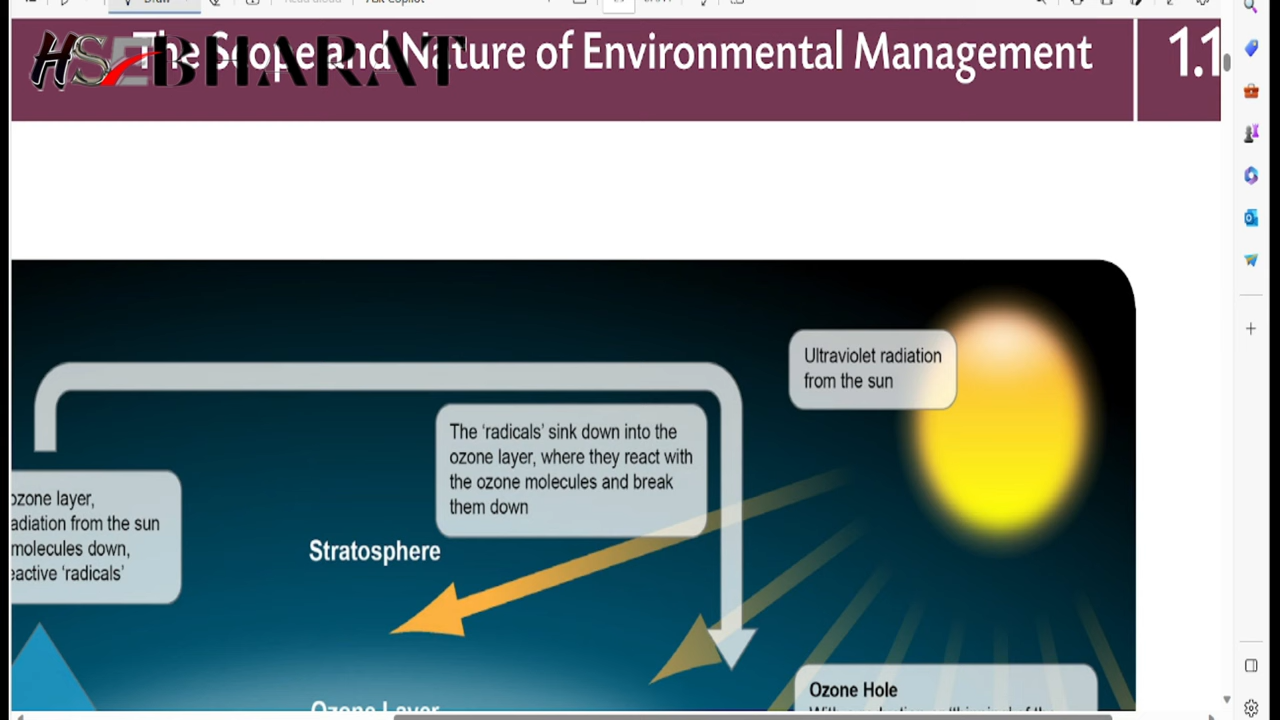 The Scope and Nature of Environmental Management
1.1
HSE BHARAT
Ultraviolet radiation
from the sun
The ‘radicals’ sink down into the
ozone layer, where they react with
the ozone molecules and break
them down
ozone layer,
adiation from the sun
molecules down,
eactive ‘radicals’
Stratosphere
Ozone Layer
Ozone Hole